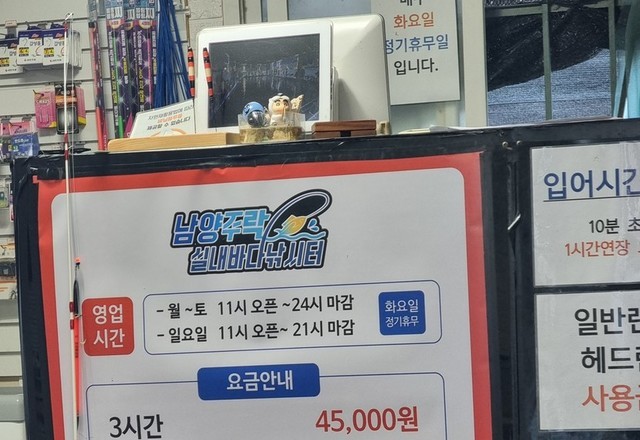 화요일
정기휴무일
입니다.
남양주락
실내바다낚시터
영업
시간
- 월 ~토 11시 오픈 ~24시 마감
- 일요일 11시 오픈~ 21시 마감
화요일
정기휴무
요금안내
3시간 45,000원
입어시간
10분 초
1시간연장
일반
헤드
사용